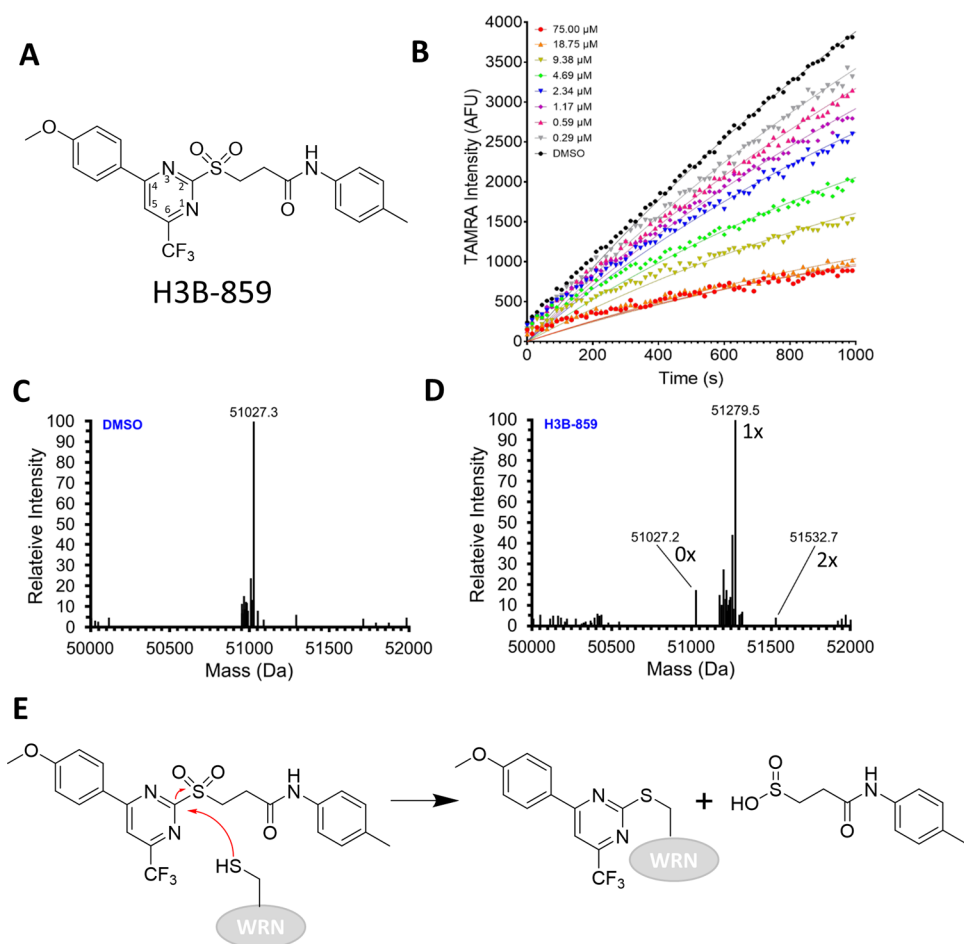 A
O
N
3
2
4
5
6
1
N
S
O
O
H
N
O
CF3
H3B-859
B
TAMRA Intensity (AFU)
4000
3500
3000
2500
2000
1500
1000
500
0
75.00 µM
18.75 µM
9.38 µM
4.69 µM
2.34 µM
1.17 µM
0.59 µM
0.29 µM
DMSO
0 200 400 600 800 1000
Time (s)
C
DMSO
51027.3
Relateive Intensity
100
90
80
70
60
50
40
30
20
10
0
50000 50500 51000 51500 52000
Mass (Da)
D
H3B-859
51279.5
1x
51027.2
0x
51532.7
2x
Relateive Intensity
100
90
80
70
60
50
40
30
20
10
0
50000 50500 51000 51500 52000
Mass (Da)
E
O
O O
S
N
N
H
N
O
CF3
HS
WRN
O
N
N
S
CF3
WRN
+
O
S
HO
O
H
N